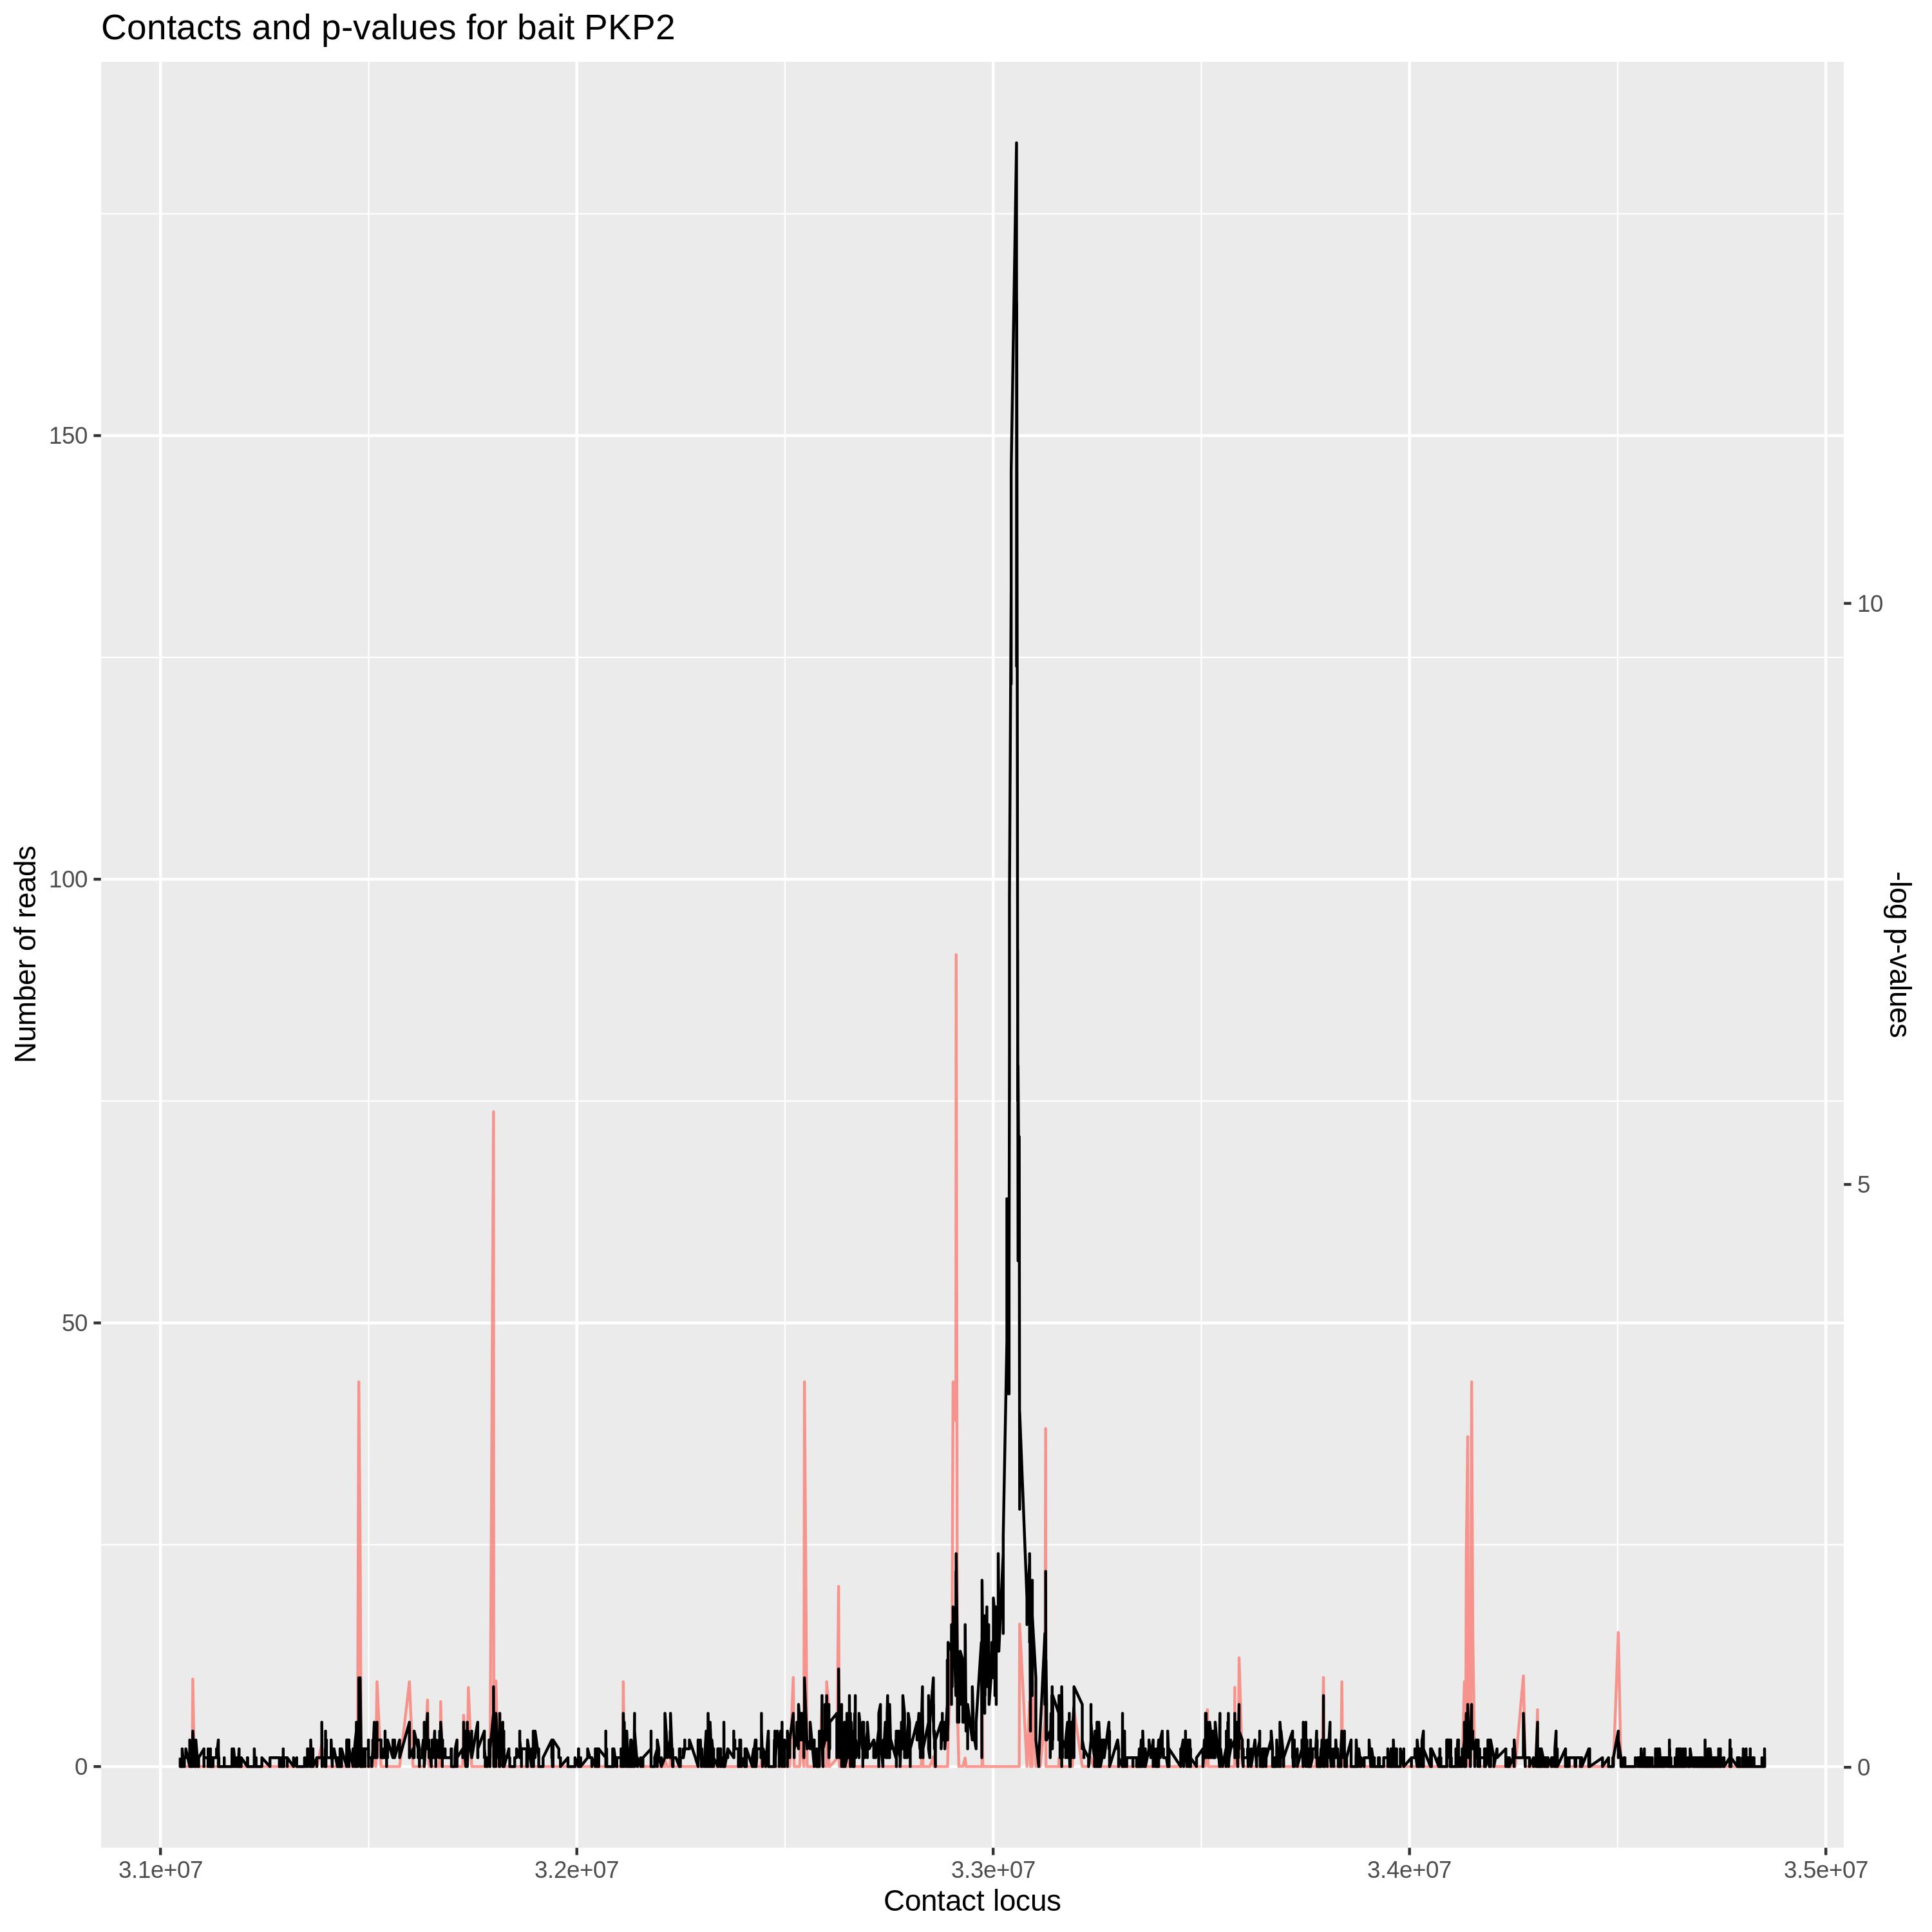 Contacts and p-values for bait PKP2
150
100
50
0
Number of reads
10
5
0
-log p-values
3.1e+07
3.2e+07
3.3e+07
3.4e+07
3.5e+07
Contact locus